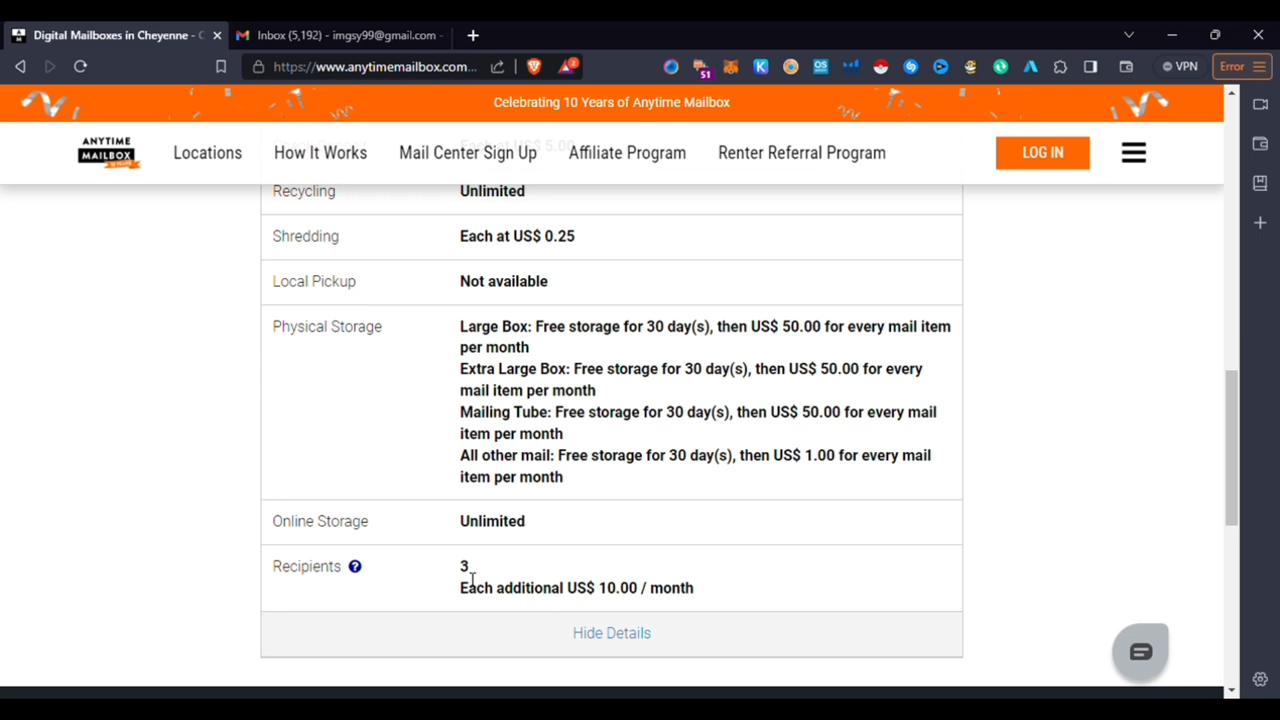 Digital Mailboxes in Cheyenne - C
Inbox (5,192) - imgsy99@gmail.com -
https://www.anytimemailbox.com...
2
51
VPN
Error
Celebrating 10 Years of Anytime Mailbox
ANYTIME
MAILBOX
Locations
How It Works
Mail Center Sign Up
Affiliate Program
Renter Referral Program
LOG IN
Each at US$ 5.00
Recycling
Unlimited
Shredding
Each at US$ 0.25
Local Pickup
Not available
Physical Storage
Large Box: Free storage for 30 day(s), then US$ 50.00 for every mail item
per month
Extra Large Box: Free storage for 30 day(s), then US$ 50.00 for every
mail item per month
Mailing Tube: Free storage for 30 day(s), then US$ 50.00 for every mail
item per month
All other mail: Free storage for 30 day(s), then US$ 1.00 for every mail
item per month
Online Storage
Unlimited
Recipients ?
3
Each additional US$ 10.00 / month
Hide Details